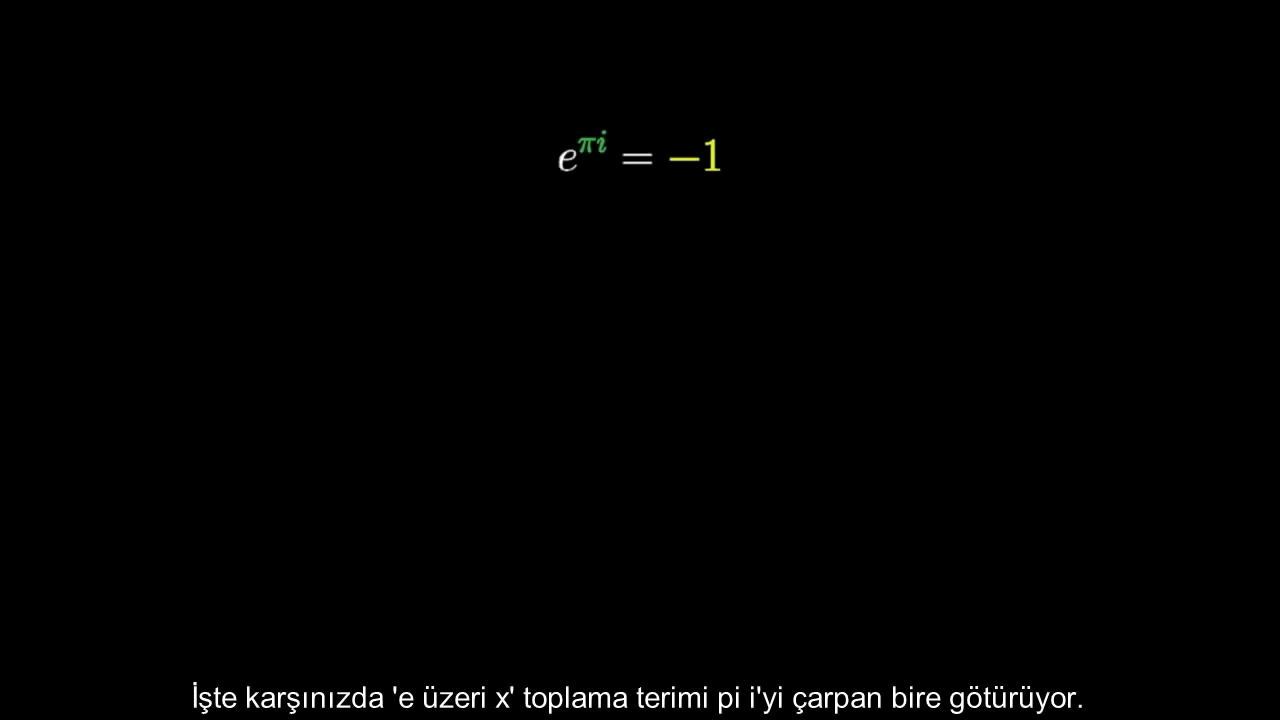 e^{πi} = −1
İşte karşınızda 'e üzeri x' toplama terimi pi i'yi çarpan bire götürüyor.